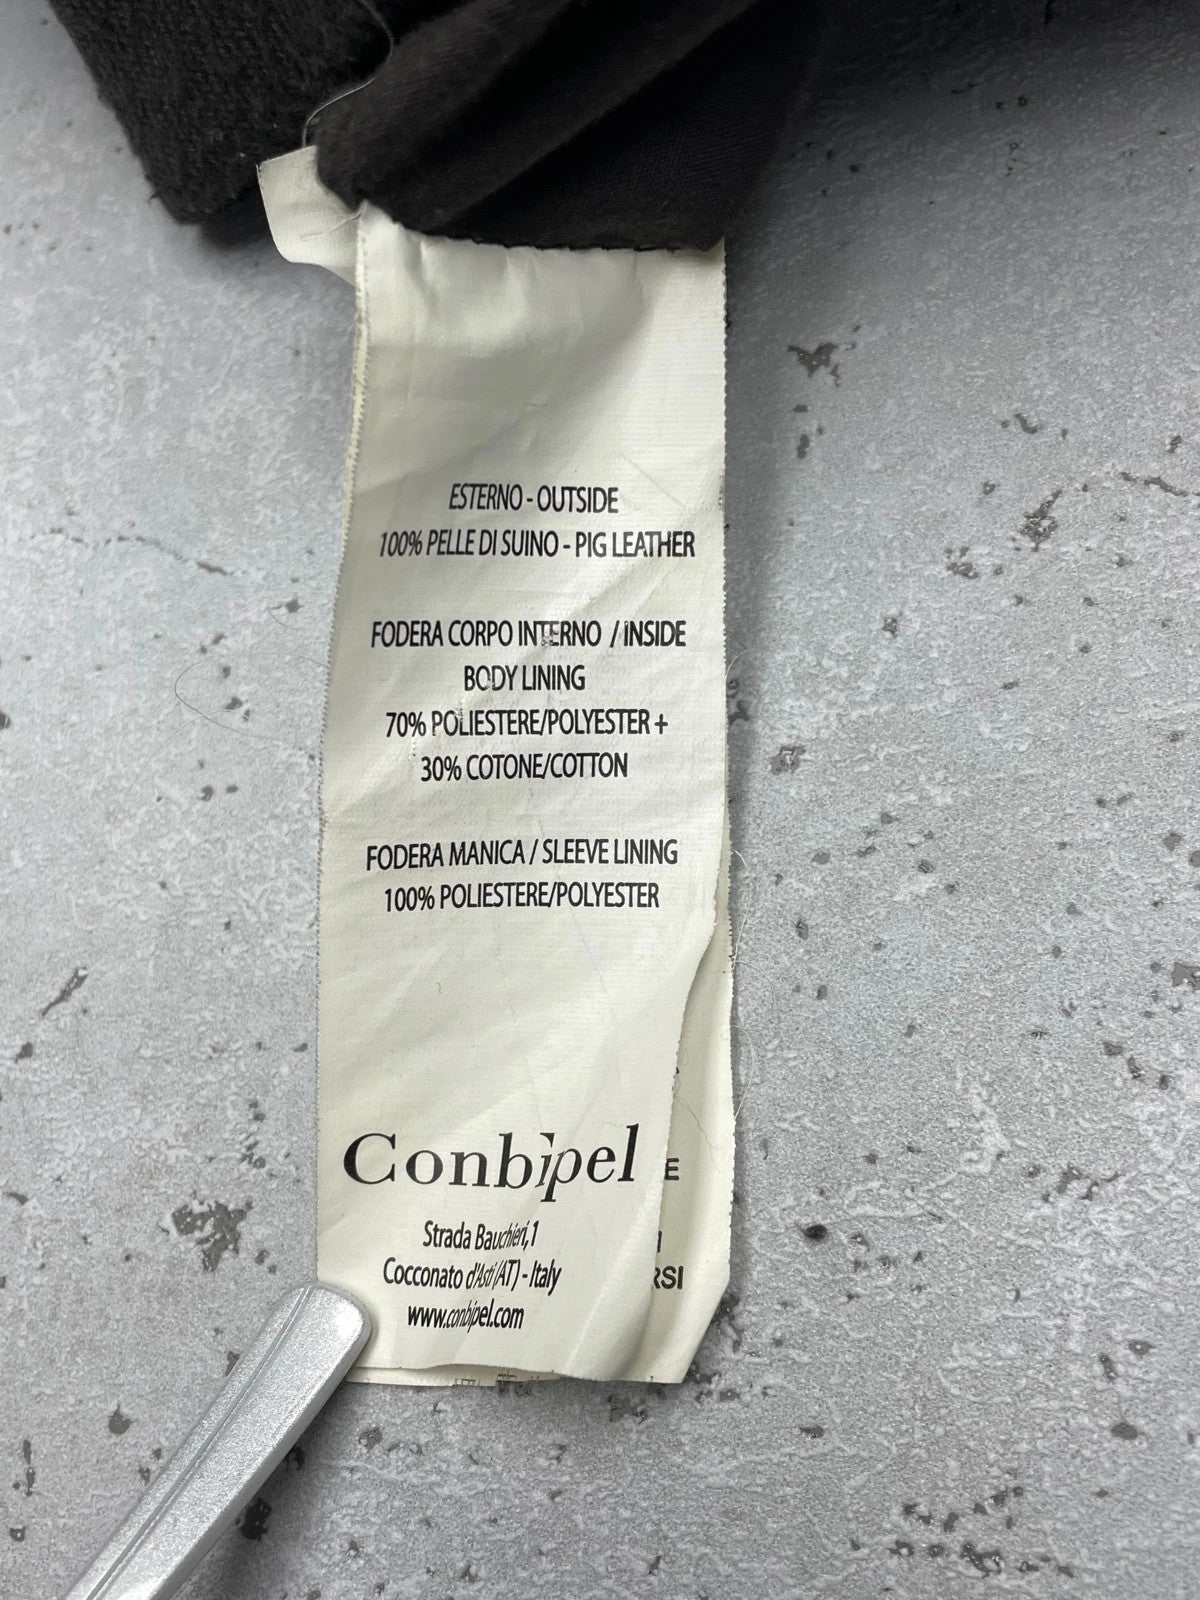 ESTERNO - OUTSIDE
100% PELLE DI SUINO - PIG LEATHER
FODERA CORPO INTERNO / INSIDE
BODY LINING
70% POLIESTERE/POLYESTER +
30% COTONE/COTTON
FODERA MANICA / SLEEVE LINING
100% POLIESTERE/POLYESTER
Conbipel
Strada Bauchieri,1
Cocconato d'Asti (AT) - Italy
www.conbipel.com